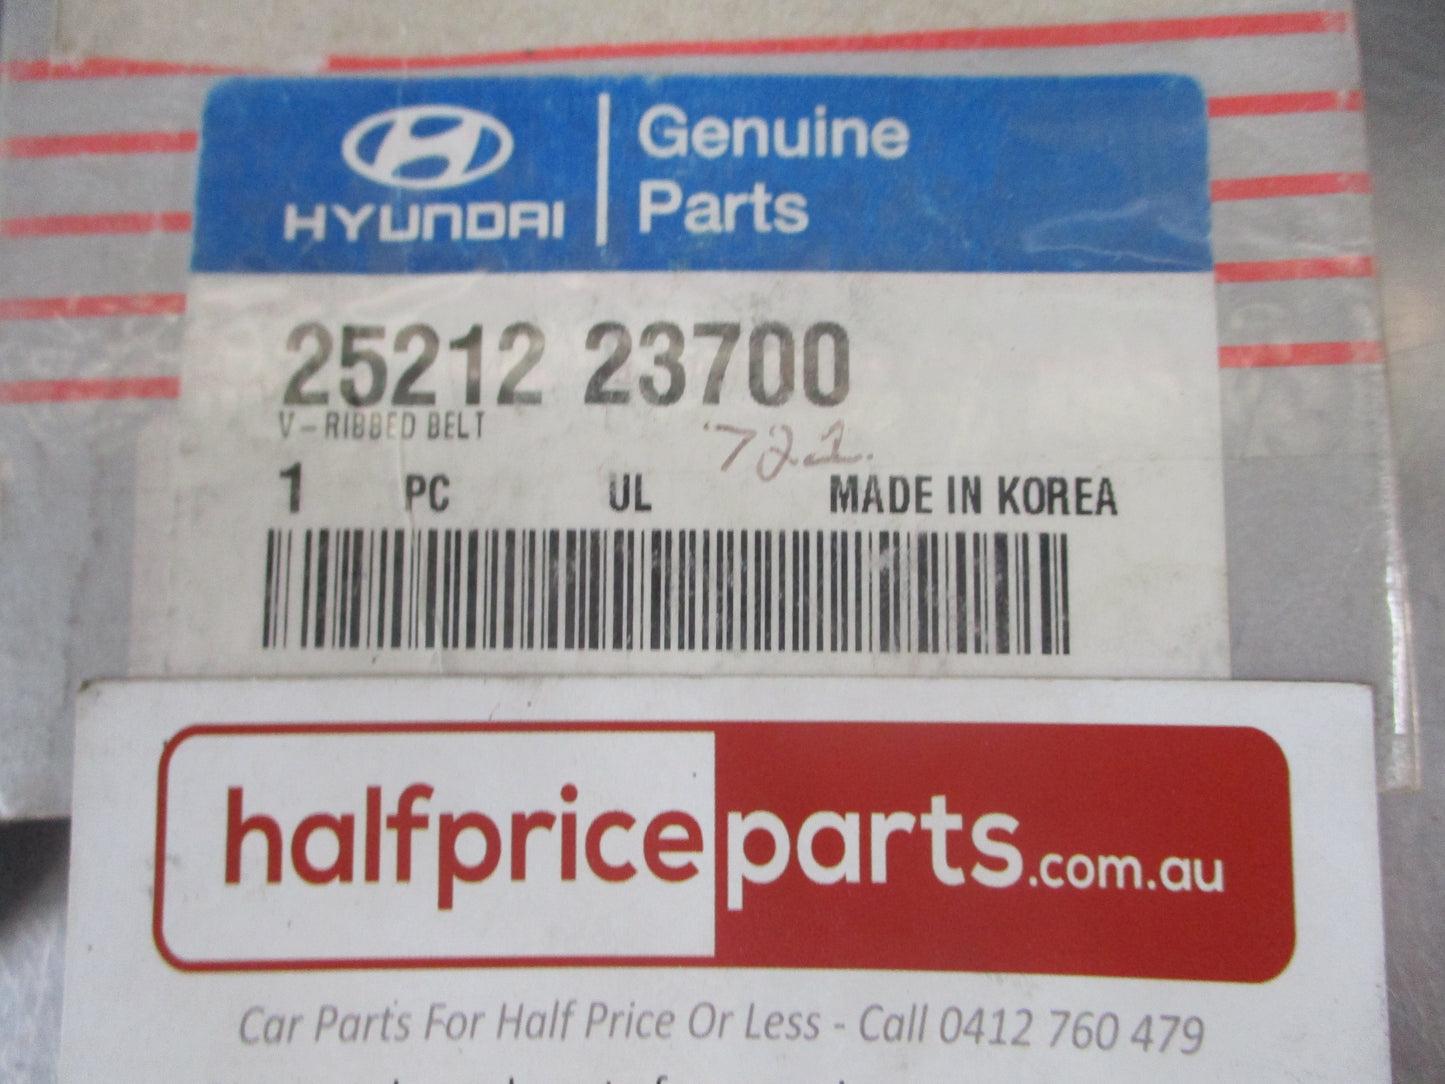 HYUNDAI
Genuine
Parts
25212 23700
V-RIBBED BELT
722.
1 PC UL MADE IN KOREA
halfpriceparts.com.au
Car Parts For Half Price Or Less - Call 0412 760 479